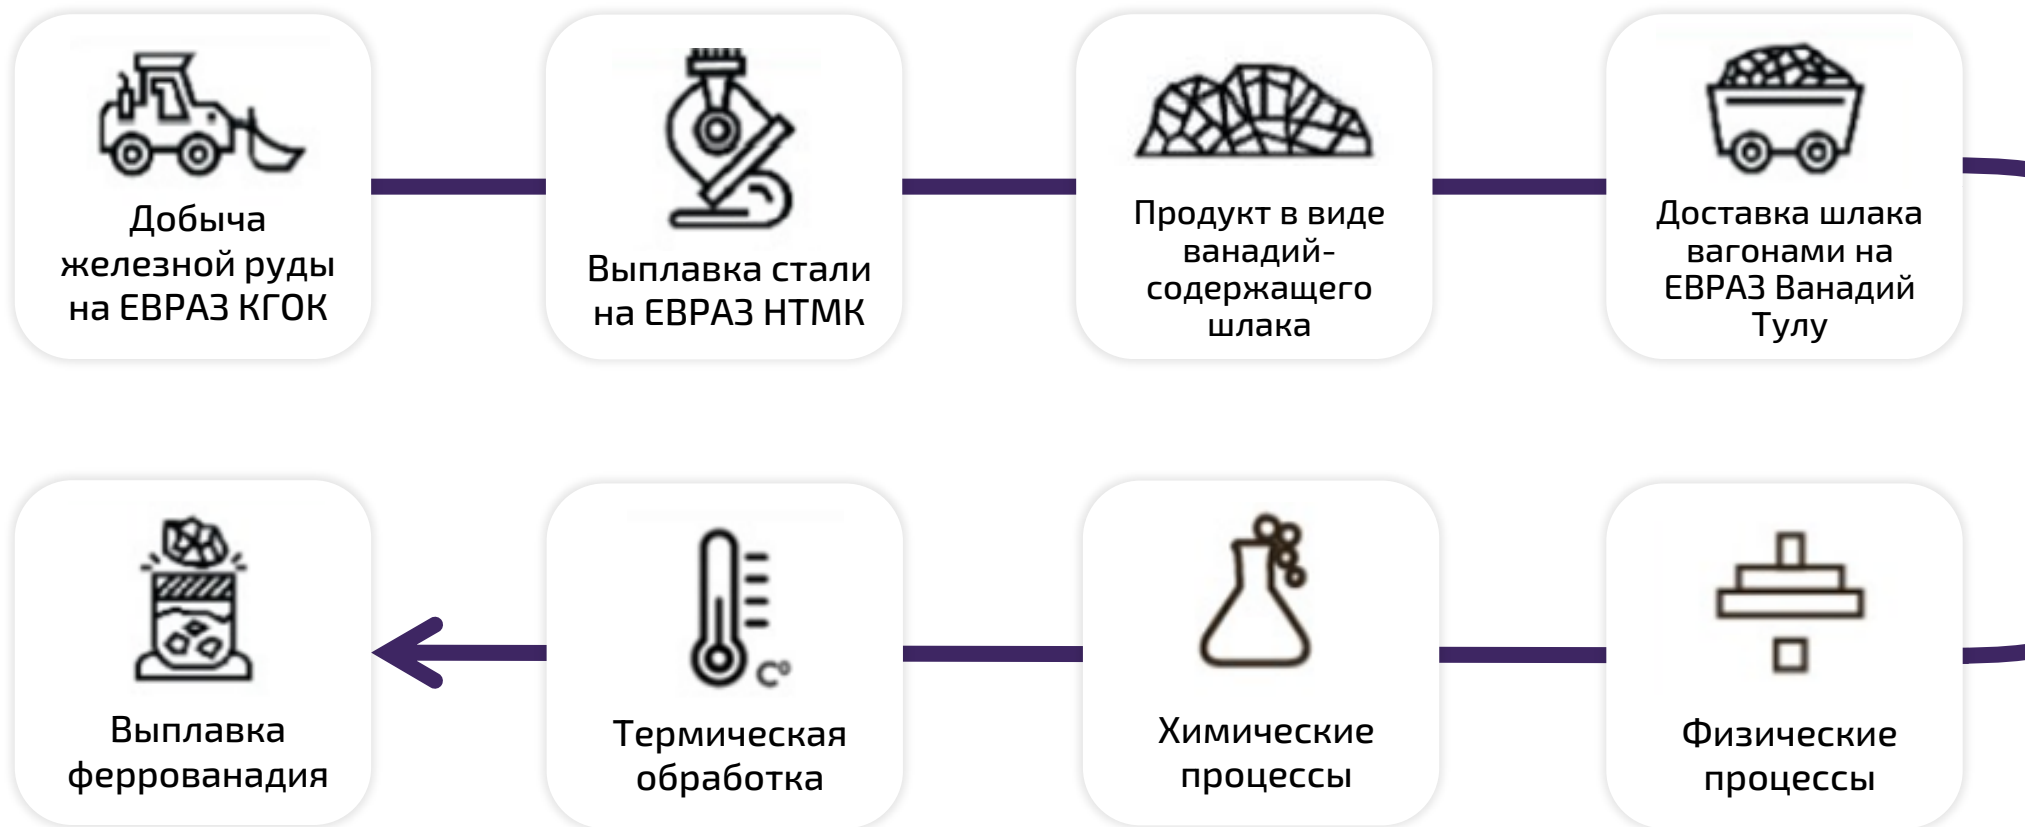 Добыча
железной руды
на ЕВРАЗ КГОК
Выплавка стали
на ЕВРАЗ НТМК
Продукт в виде
ванадий-
содержащего
шлака
Доставка шлака
вагонами на
ЕВРАЗ Ванадий
Тулу
Выплавка
феррованадия
C°
Термическая
обработка
Химические
процессы
Физические
процессы